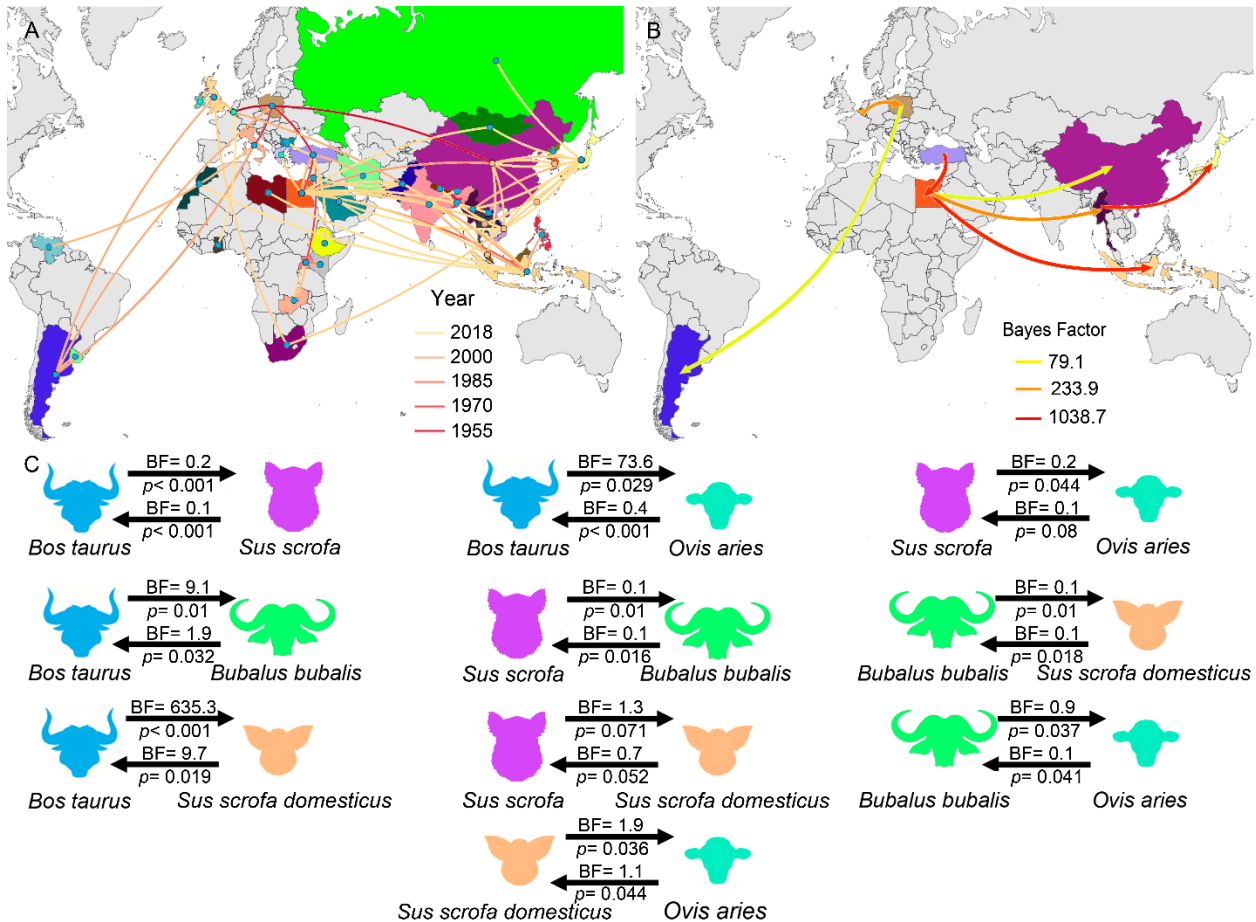 A
Year
2018
2000
1985
1970
1955
B
Bayes Factor
79.1
233.9
1038.7
C
BF= 0.2
p< 0.001
BF= 0.1
p< 0.001
Bos taurus
Sus scrofa
BF= 73.6
p= 0.029
BF= 0.4
p< 0.001
Bos taurus
Ovis aries
BF= 0.2
p= 0.044
BF= 0.1
p= 0.08
Sus scrofa
Ovis aries
BF= 9.1
p= 0.01
BF= 1.9
p= 0.032
Bos taurus
Bubalus bubalis
BF= 0.1
p= 0.01
BF= 0.1
p= 0.016
Sus scrofa
Bubalus bubalis
BF= 0.1
p= 0.01
BF= 0.1
p= 0.018
Bubalus bubalis
Sus scrofa domesticus
BF= 635.3
p< 0.001
BF= 9.7
p= 0.019
Bos taurus
Sus scrofa domesticus
BF= 1.3
p= 0.071
BF= 0.7
p= 0.052
Sus scrofa
Sus scrofa domesticus
BF= 0.9
p= 0.037
BF= 0.1
p= 0.041
Bubalus bubalis
Ovis aries
BF= 1.9
p= 0.036
BF= 1.1
p= 0.044
Sus scrofa domesticus
Ovis aries